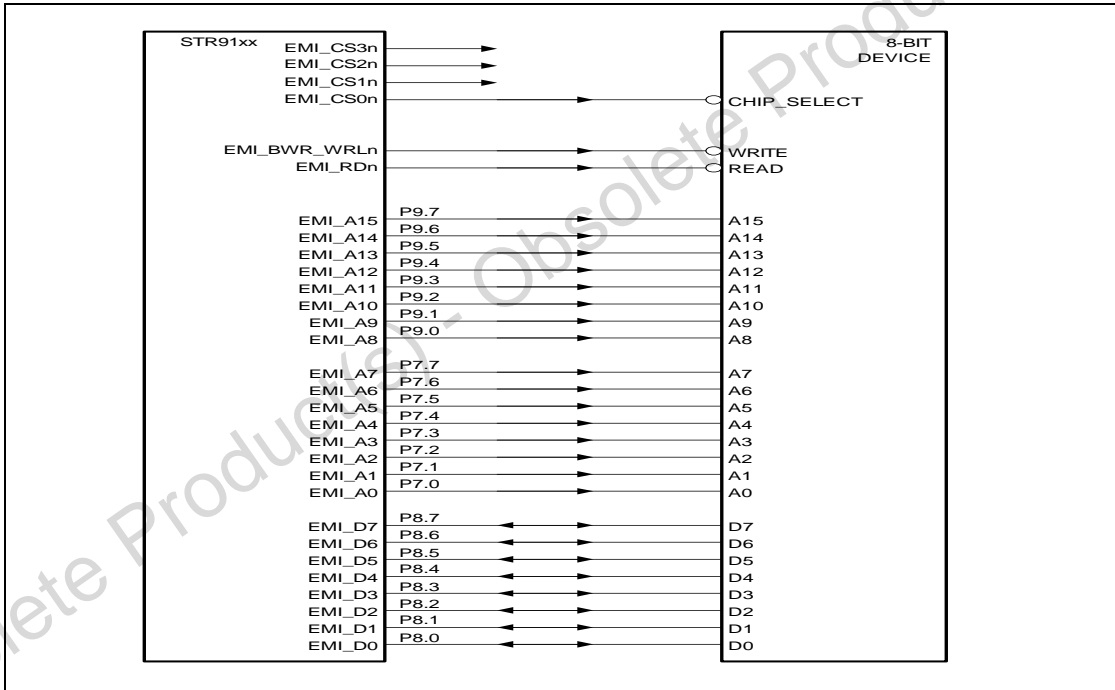 STR91xx
8-BIT
DEVICE
EMI_CS3n
EMI_CS2n
EMI_CS1n
EMI_CS0n CHIP_SELECT
EMI_BWR_WRLn WRITE
EMI_RDn READ
EMI_A15 P9.7 A15
EMI_A14 P9.6 A14
EMI_A13 P9.5 A13
EMI_A12 P9.4 A12
EMI_A11 P9.3 A11
EMI_A10 P9.2 A10
EMI_A9 P9.1 A9
EMI_A8 P9.0 A8
EMI_A7 P7.7 A7
EMI_A6 P7.6 A6
EMI_A5 P7.5 A5
EMI_A4 P7.4 A4
EMI_A3 P7.3 A3
EMI_A2 P7.2 A2
EMI_A1 P7.1 A1
EMI_A0 P7.0 A0
EMI_D7 P8.7 D7
EMI_D6 P8.6 D6
EMI_D5 P8.5 D5
EMI_D4 P8.4 D4
EMI_D3 P8.3 D3
EMI_D2 P8.2 D2
EMI_D1 P8.1 D1
EMI_D0 P8.0 D0
lete Product(s) - Obsolete Produ